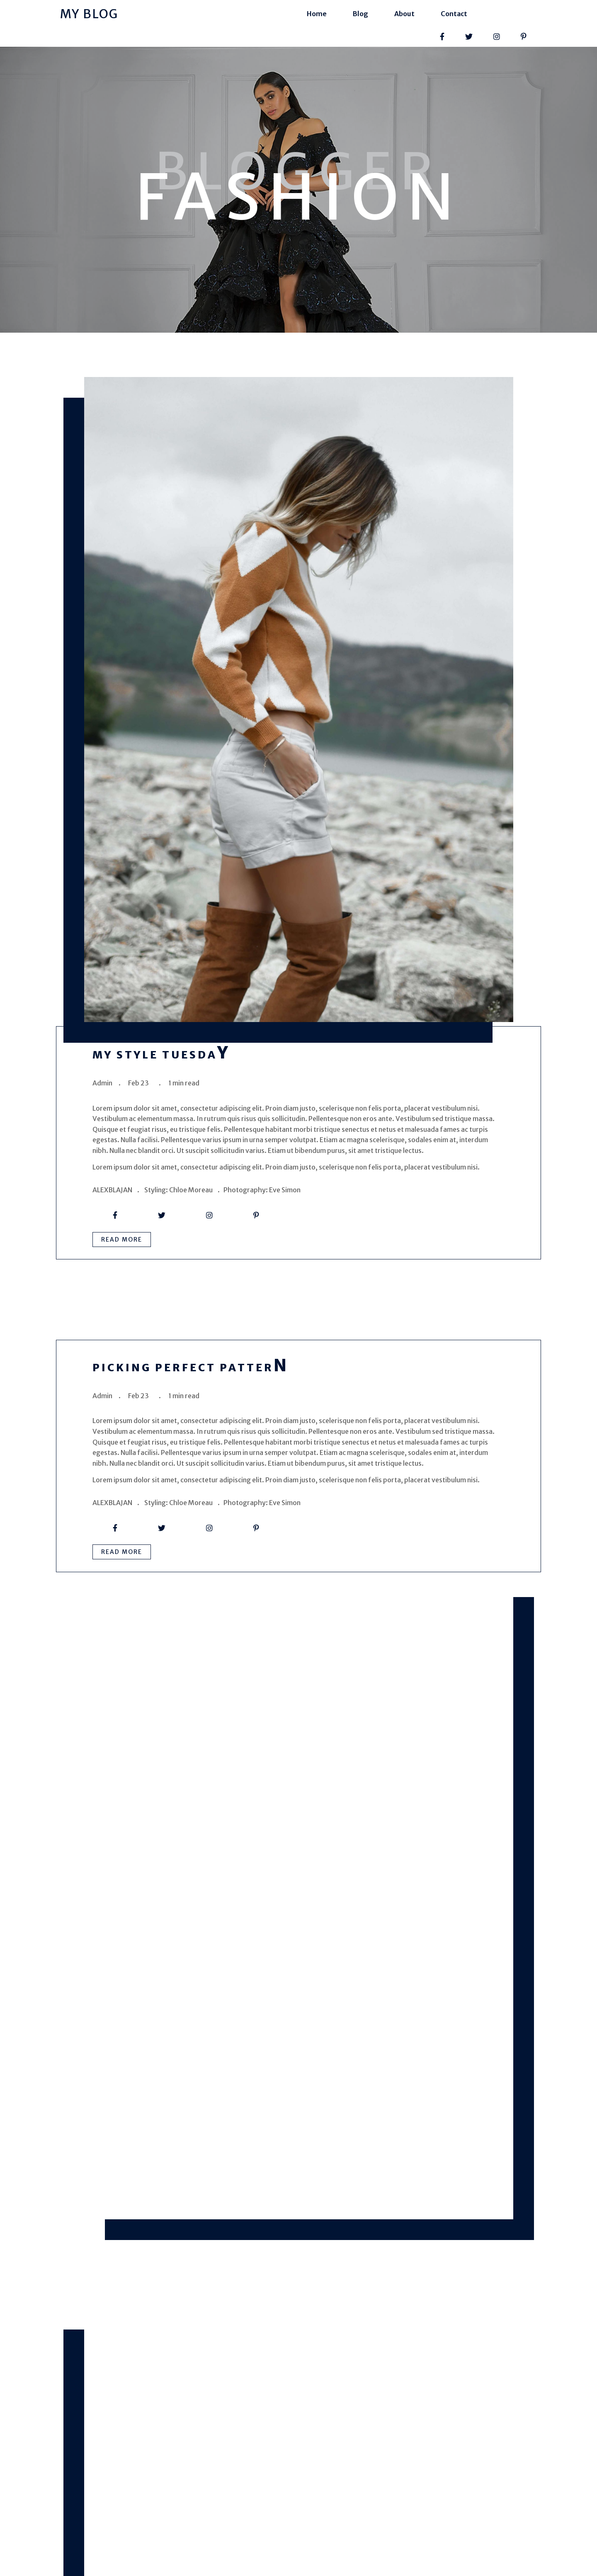 MY BLOG
Home Blog About Contact
BLOGGER
FASHION
MY STYLE TUESDAY
Admin . Feb 23 . 1 min read
Lorem ipsum dolor sit amet, consectetur adipiscing elit. Proin diam justo, scelerisque non felis porta, placerat vestibulum nisi.
Vestibulum ac elementum massa. In rutrum quis risus quis sollicitudin. Pellentesque non eros ante. Vestibulum sed tristique massa.
Quisque et feugiat risus, eu tristique felis. Pellentesque habitant morbi tristique senectus et netus et malesuada fames ac turpis
egestas. Nulla facilisi. Pellentesque varius ipsum in urna semper volutpat. Etiam ac magna scelerisque, sodales enim at, interdum
nibh. Nulla nec blandit orci. Ut suscipit sollicitudin varius. Etiam ut bibendum purus, sit amet tristique lectus.
Lorem ipsum dolor sit amet, consectetur adipiscing elit. Proin diam justo, scelerisque non felis porta, placerat vestibulum nisi.
ALEXBLAJAN . Styling: Chloe Moreau . Photography: Eve Simon
READ MORE
PICKING PERFECT PATTERN
Admin . Feb 23 . 1 min read
Lorem ipsum dolor sit amet, consectetur adipiscing elit. Proin diam justo, scelerisque non felis porta, placerat vestibulum nisi.
Vestibulum ac elementum massa. In rutrum quis risus quis sollicitudin. Pellentesque non eros ante. Vestibulum sed tristique massa.
Quisque et feugiat risus, eu tristique felis. Pellentesque habitant morbi tristique senectus et netus et malesuada fames ac turpis
egestas. Nulla facilisi. Pellentesque varius ipsum in urna semper volutpat. Etiam ac magna scelerisque, sodales enim at, interdum
nibh. Nulla nec blandit orci. Ut suscipit sollicitudin varius. Etiam ut bibendum purus, sit amet tristique lectus.
Lorem ipsum dolor sit amet, consectetur adipiscing elit. Proin diam justo, scelerisque non felis porta, placerat vestibulum nisi.
ALEXBLAJAN . Styling: Chloe Moreau . Photography: Eve Simon
READ MORE